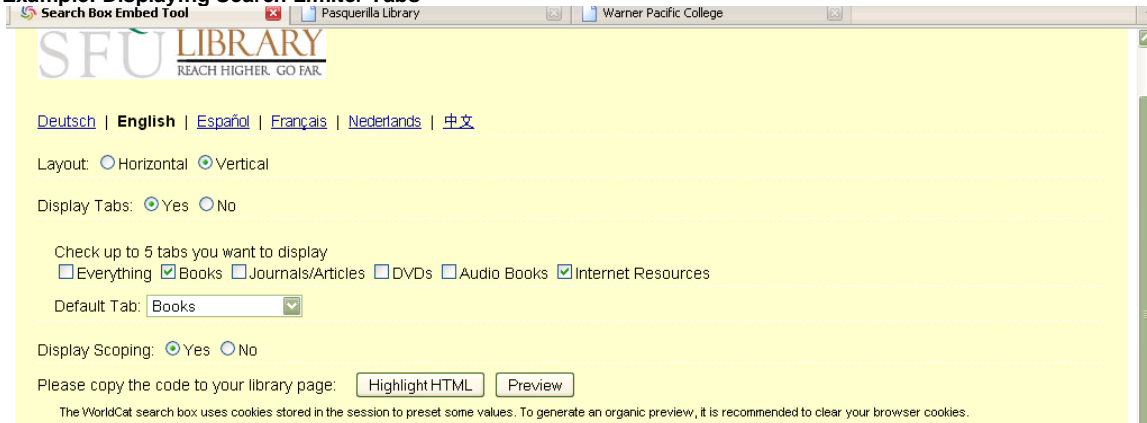 Example: Displaying Search Limiter Tabs
Search Box Embed Tool Pasquerilla Library Warner Pacific College
SFU LIBRARY
REACH HIGHER. GO FAR.
Deutsch | English | Español | Français | Nederlands | 中文
Layout: Horizontal Vertical
Display Tabs: Yes No
Check up to 5 tabs you want to display
Everything Books Journals/Articles DVDs Audio Books Internet Resources
Default Tab: Books
Display Scoping: Yes No
Please copy the code to your library page: Highlight HTML Preview
The WorldCat search box uses cookies stored in the session to preset some values. To generate an organic preview, it is recommended to clear your browser cookies.